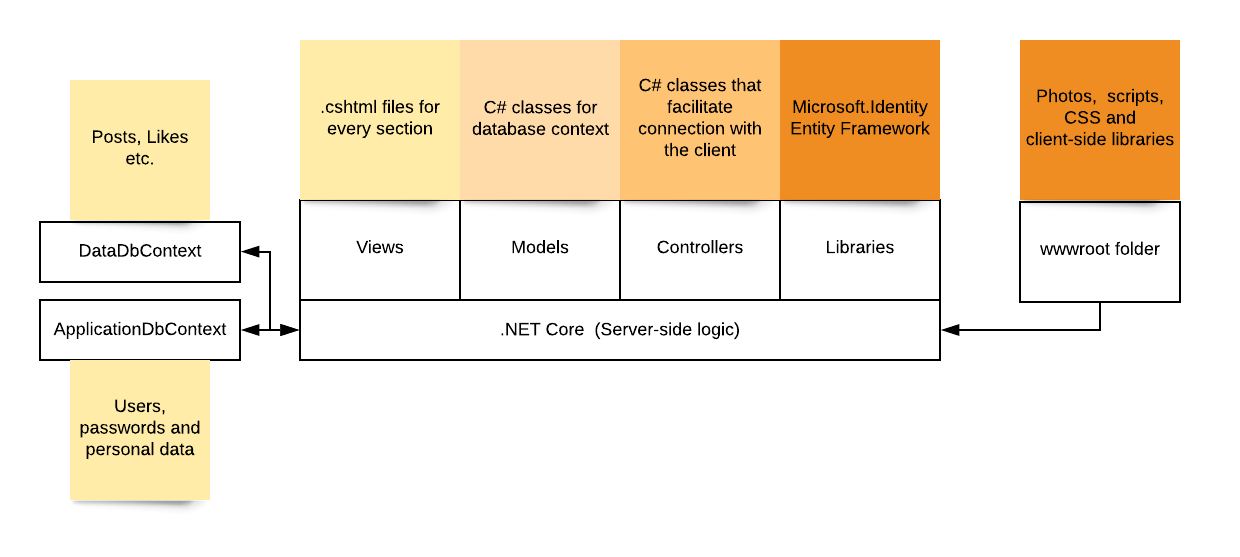 Posts, Likes
etc.
DataDbContext
ApplicationDbContext
Users,
passwords and
personal data
.cshtml files for
every section
C# classes for
database context
C# classes that
facilitate
connection with
the client
Microsoft.Identity
Entity Framework
Views
Models
Controllers
Libraries
.NET Core  (Server-side logic)
Photos,  scripts,
CSS and
client-side libraries
wwwroot folder